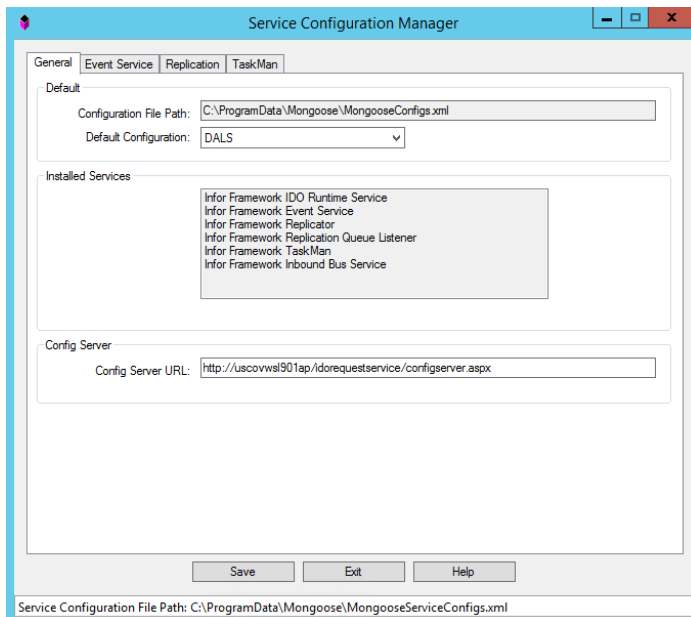 Service Configuration Manager
General Event Service Replication TaskMan
Default
Configuration File Path: C:\ProgramData\Mongoose\MongooseConfigs.xml
Default Configuration: DALS
Installed Services
Infor Framework IDO Runtime Service
Infor Framework Event Service
Infor Framework Replicator
Infor Framework Replication Queue Listener
Infor Framework TaskMan
Infor Framework Inbound Bus Service
Config Server
Config Server URL: http://uscovwsl901ap/idorequestservice/configserver.aspx
Save Exit Help
Service Configuration File Path: C:\ProgramData\Mongoose\MongooseServiceConfigs.xml